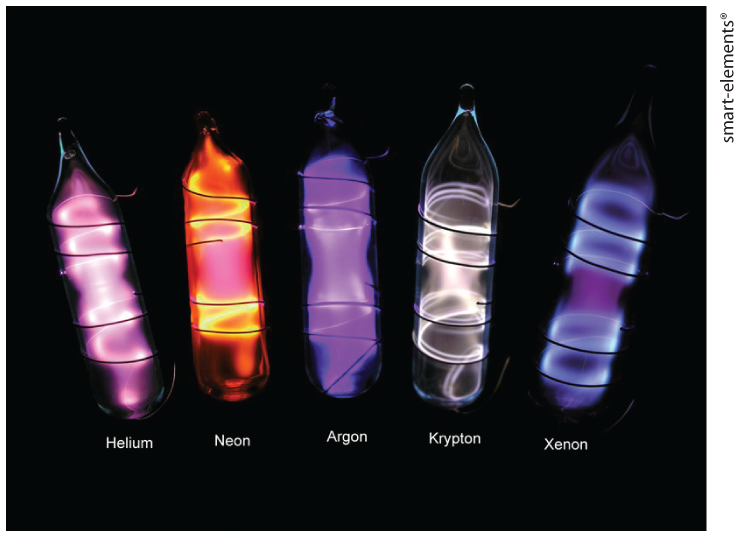 Helium
Neon
Argon
Krypton
Xenon
smart-elements®